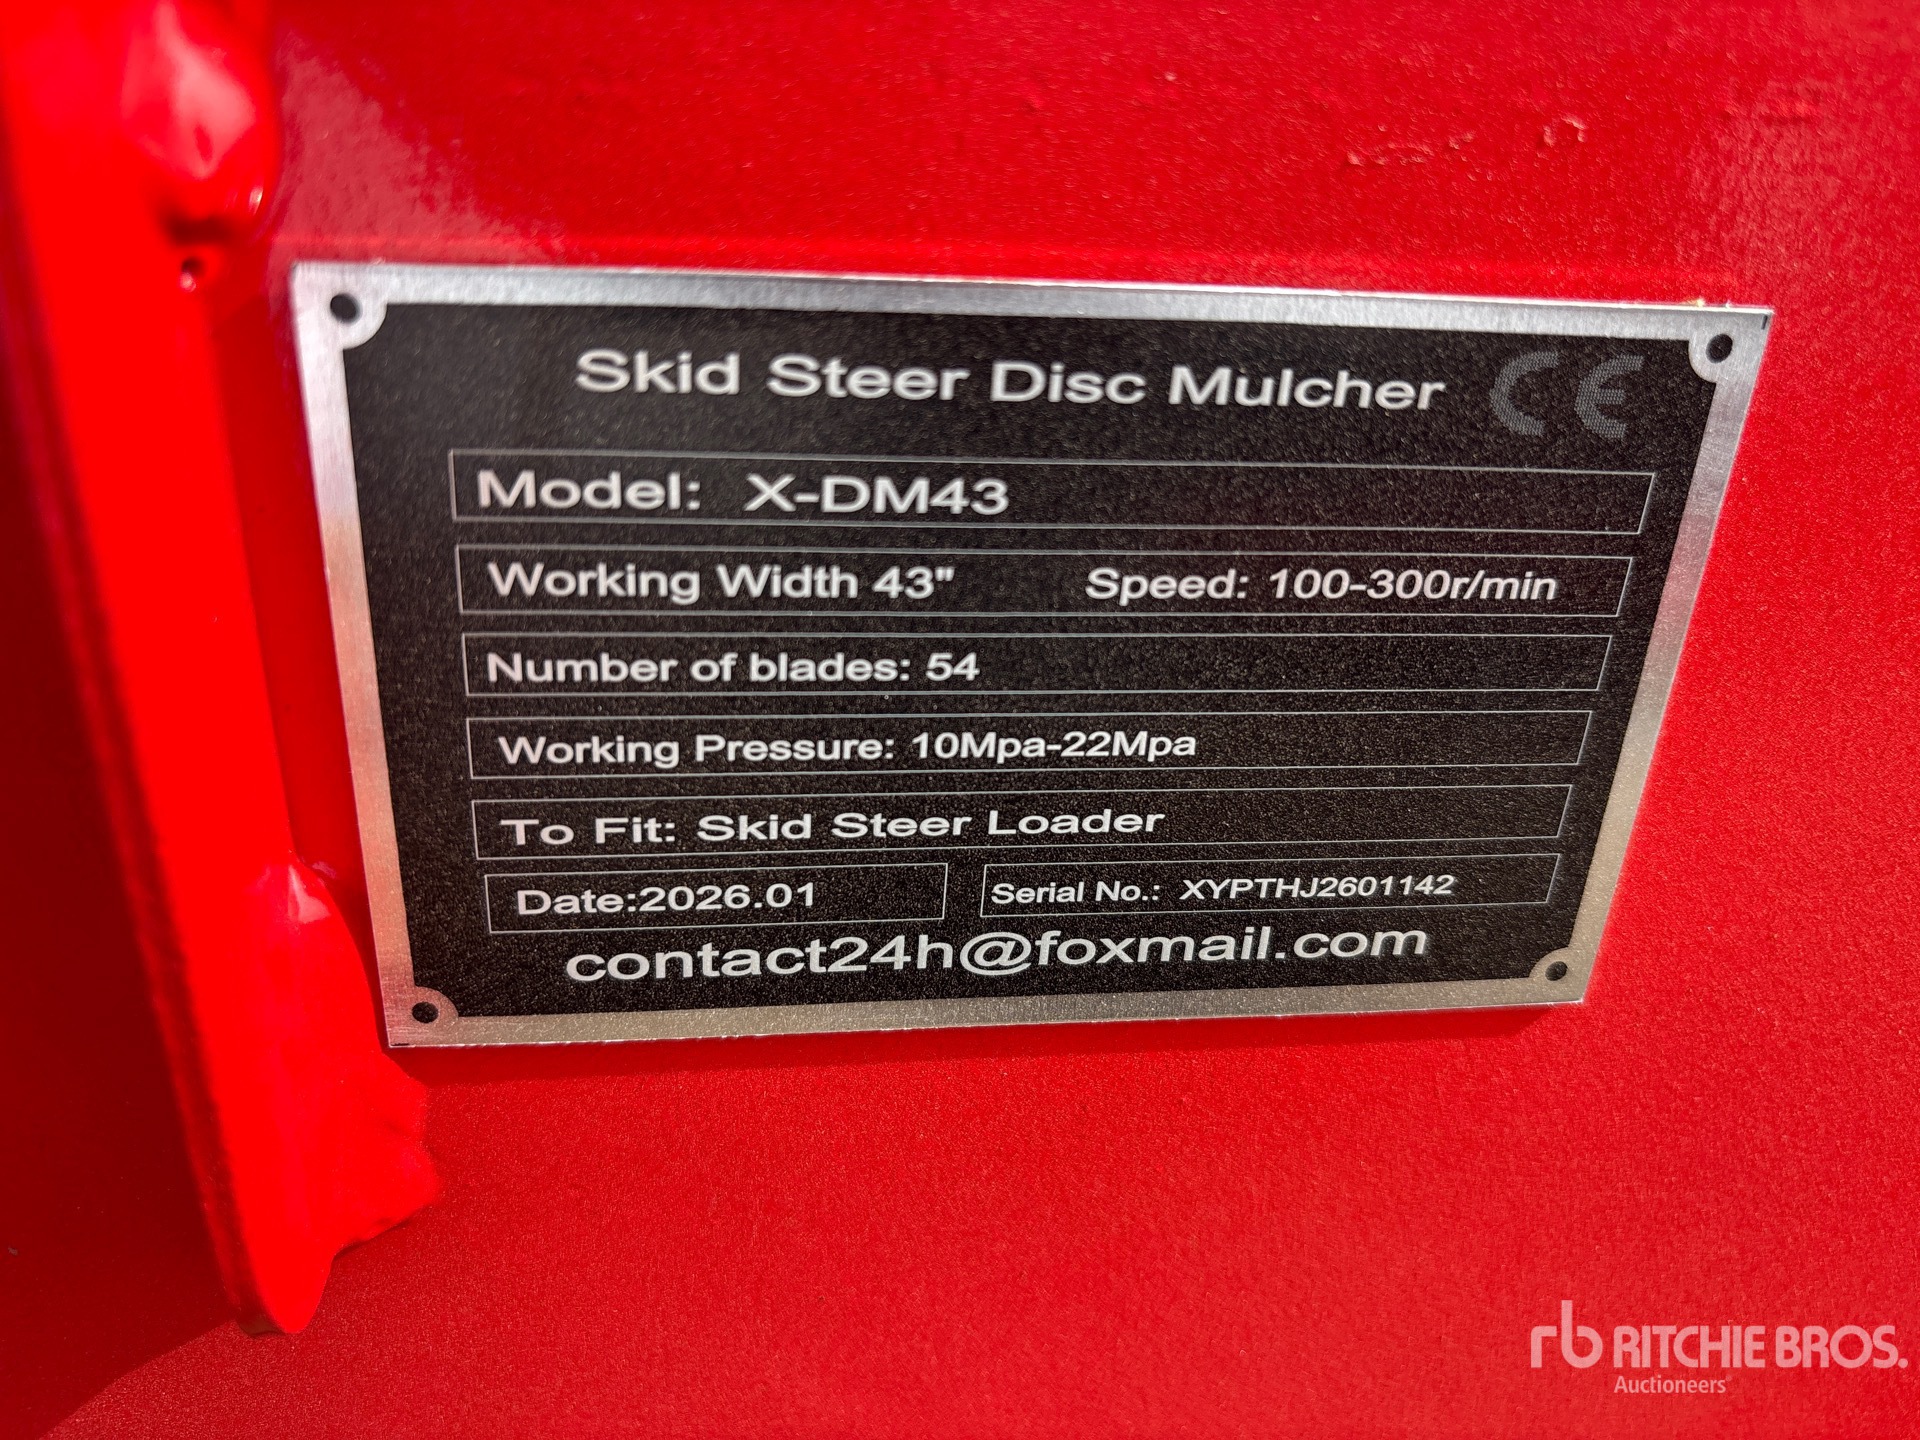 Skid Steer Disc Mulcher CE
Model: X-DM43
Working Width 43" Speed: 100-300r/min
Number of blades: 54
Working Pressure: 10Mpa-22Mpa
To Fit: Skid Steer Loader
Date:2026.01 Serial No.: XYPTHJ2601142
contact24h@foxmail.com
rb RITCHIE BROS.
Auctioneers